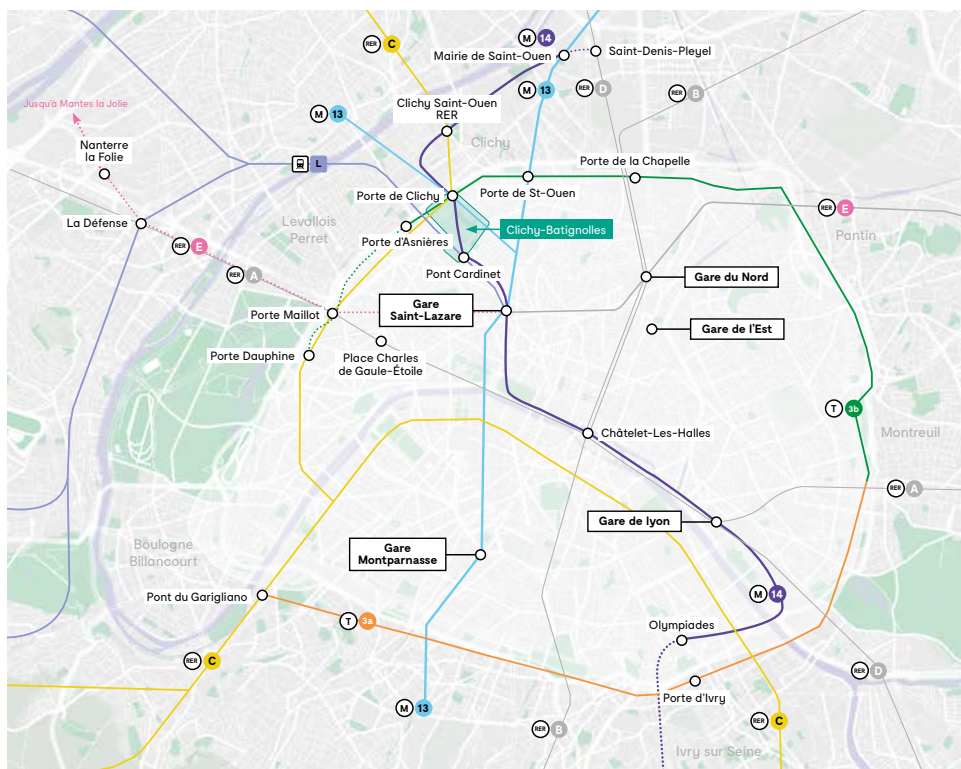 M 14
RER C
Mairie de Saint-Ouen
Saint-Denis-Pleyel
M 13
RER D
RER B
Jusqu'à Mantes la Jolie
Clichy Saint-Ouen
RER
M 13
Clichy
Nanterre
la Folie
L
Porte de la Chapelle
Porte de Clichy
Porte de St-Ouen
RER E
La Défense
Levallois
Perret
Clichy-Batignolles
Pantin
RER E
Porte d'Asnières
RER A
Pont Cardinet
Gare du Nord
Gare
Saint-Lazare
Porte Maillot
Gare de l'Est
Porte Dauphine
Place Charles
de Gaule-Étoile
T 3b
Châtelet-Les-Halles
Montreuil
RER A
Gare de lyon
Boulogne
Billancourt
Gare
Montparnasse
Pont du Garigliano
M 14
T 3a
Olympiades
RER C
RER D
Porte d'Ivry
M 13
RER B
RER C
Ivry sur Seine